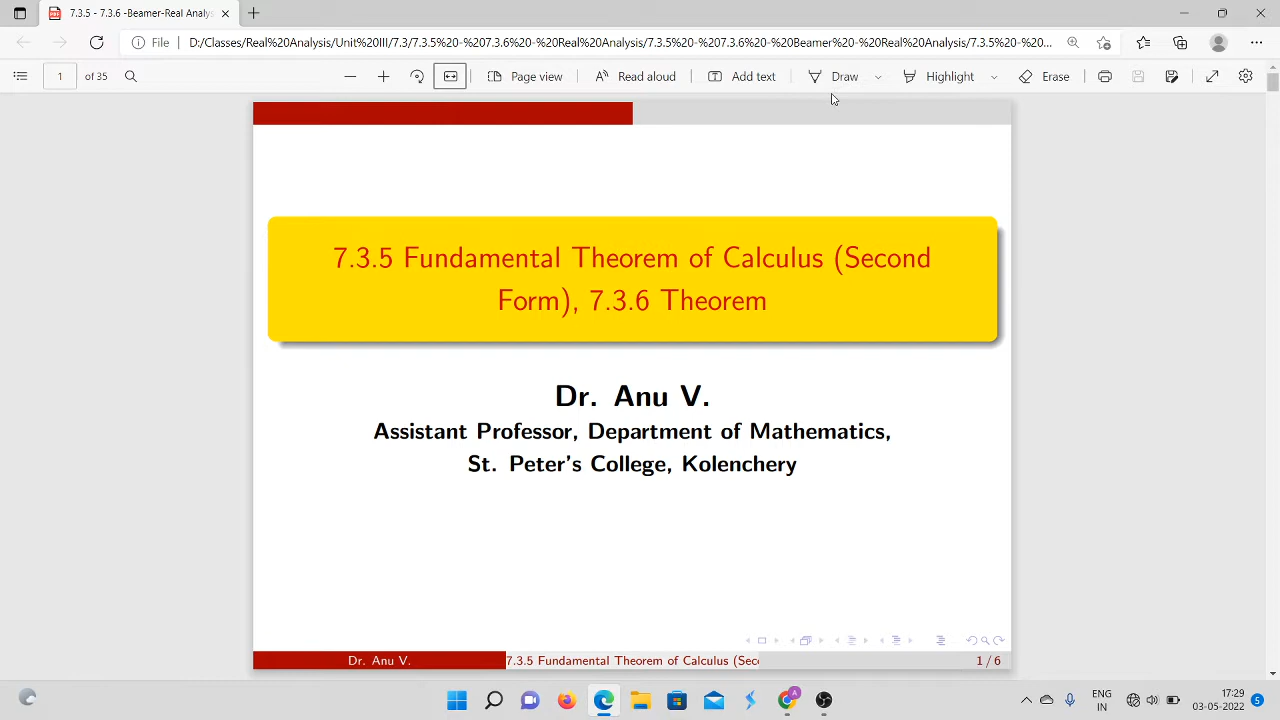 7.3.5 - 7.3.6 -Beamer-Real Analys
File
D:/Classes/Real%20Analysis/Unit%20III/7.3/7.3.5%20-%207.3.6%20-%20Real%20Analysis/7.3.5%20-%207.3.6%20-%20Beamer%20-%20Real%20Analysis/7.3.5%20-%20...
1 of 35
Page view
Read aloud
Add text
Draw
Highlight
Erase
7.3.5 Fundamental Theorem of Calculus (Second
Form), 7.3.6 Theorem
Dr. Anu V.
Assistant Professor, Department of Mathematics,
St. Peter's College, Kolenchery
Dr. Anu V.
7.3.5 Fundamental Theorem of Calculus (Seco
1 / 6
ENG
IN
17:29
03-05-2022
5